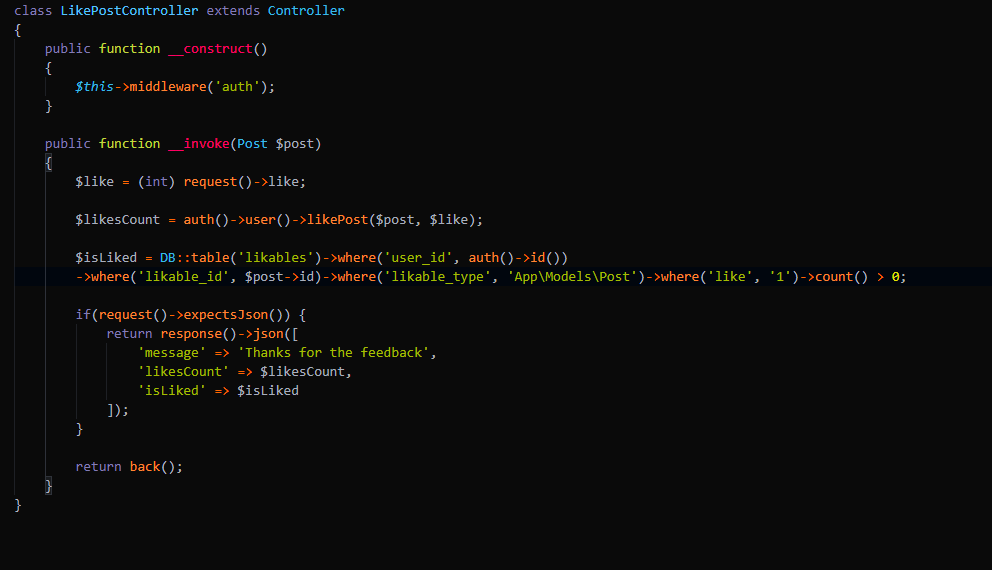 class LikePostController extends Controller
{
    public function __construct()
    {
        $this->middleware('auth');
    }

    public function __invoke(Post $post)
    {
        $like = (int) request()->like;

        $likesCount = auth()->user()->likePost($post, $like);

        $isLiked = DB::table('likables')->where('user_id', auth()->id())
        ->where('likable_id', $post->id)->where('likable_type', 'App\Models\Post')->where('like', '1')->count() > 0;

        if(request()->expectsJson()) {
            return response()->json([
                'message' => 'Thanks for the feedback',
                'likesCount' => $likesCount,
                'isLiked' => $isLiked
            ]);
        }

        return back();
    }
}